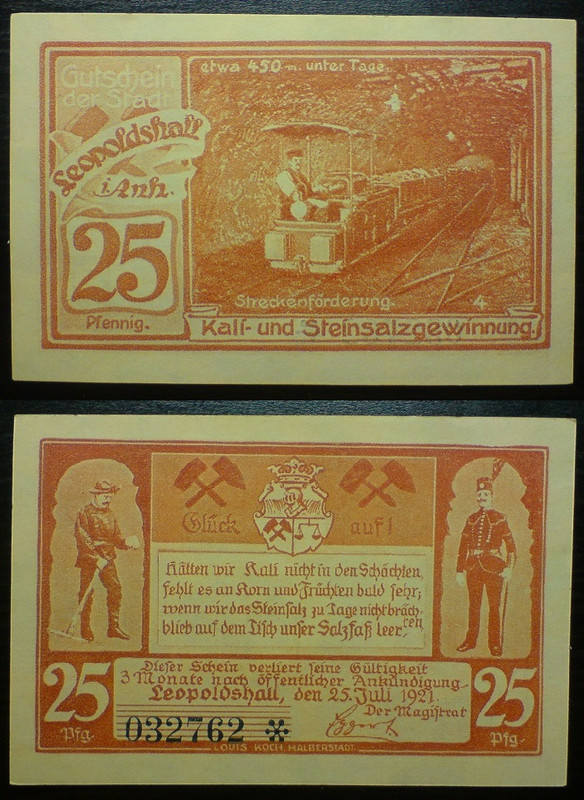 Gutschein
der Stadt
Leopoldshall
i. Anh.
25
Pfennig.
etwa 450 m. unter Tage.
Streckenförderung.
4.
Kali- und Steinsalzgewinnung.
Glück auf!
Hätten wir Kali nicht in den Schächten,
fehlt es an Korn und Früchten bald sehr;
wenn wir das Steinsalz zu Tage nicht bräch-
ten
blieb auf dem Tisch unser Salzfaß leer.
25
Pfg.
Dieser Schein verliert seine Gültigkeit
3 Monate nach öffentlicher Ankündigung.
Leopoldshall, den 25. Juli 1921.
Der Magistrat
032762 *
25
Pfg.
LOUIS KOCH, HALBERSTADT.